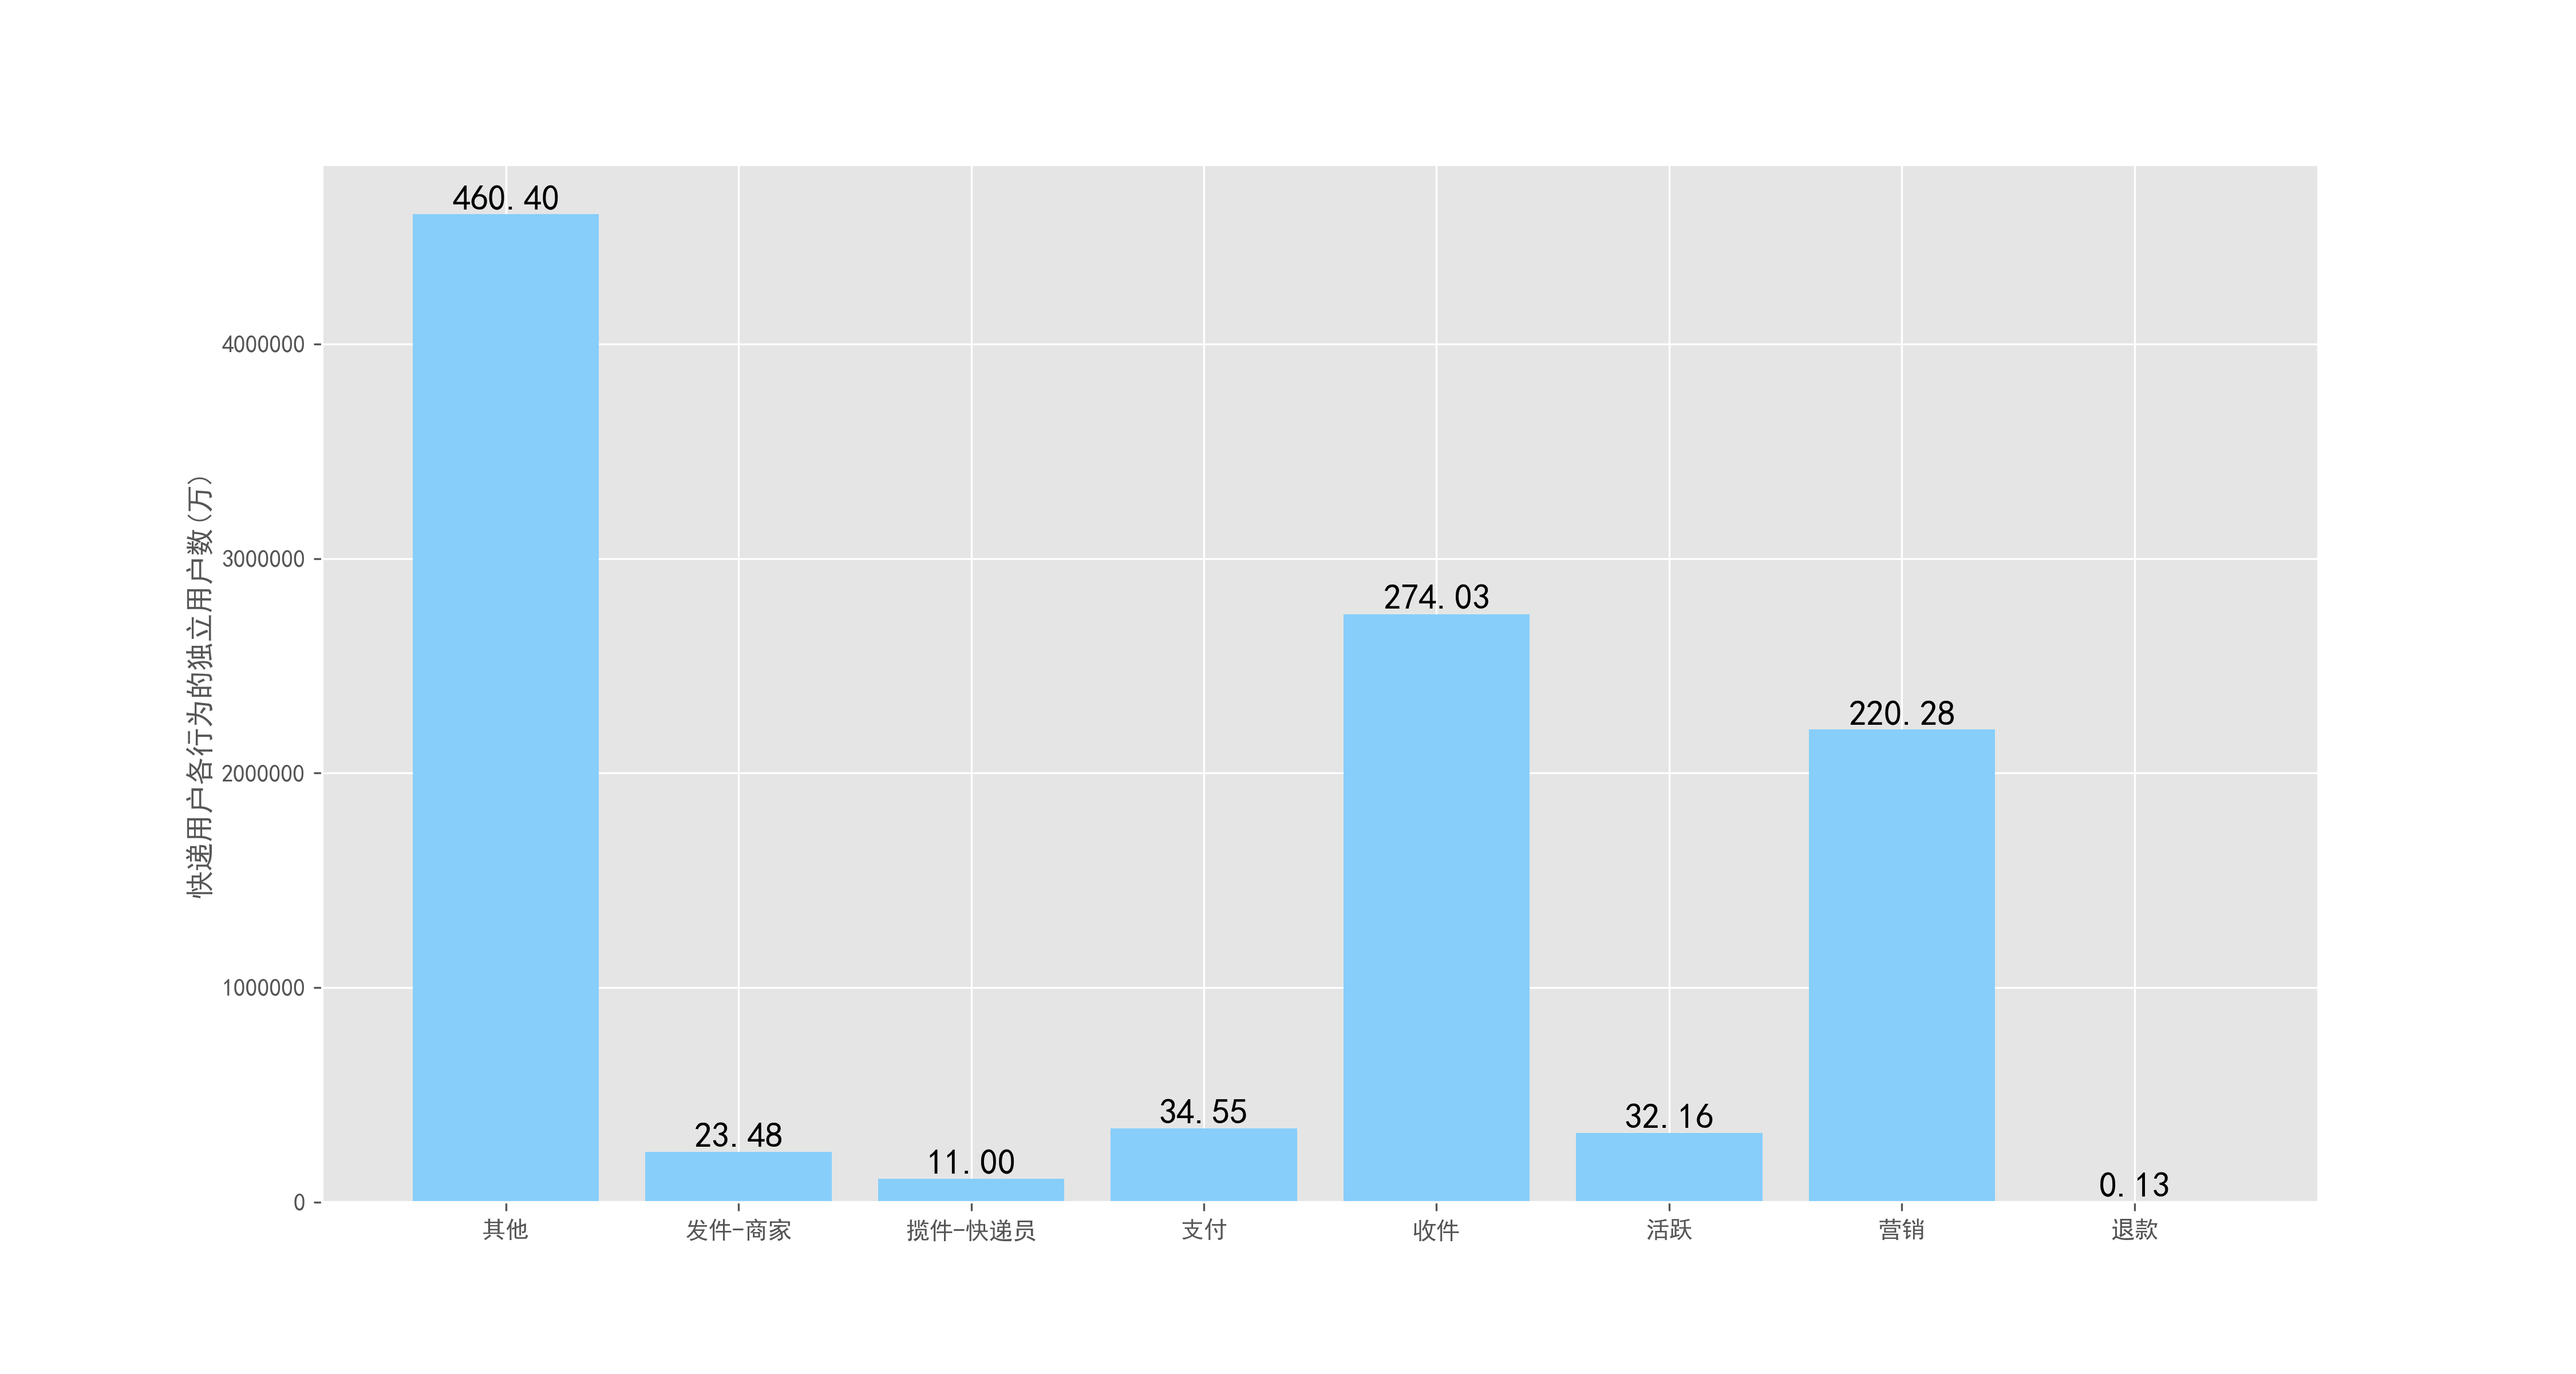 快递用户各行为的独立用户数(万)
4000000
3000000
2000000
1000000
0
460.40
23.48
11.00
34.55
274.03
32.16
220.28
0.13
其他
发件-商家
揽件-快递员
支付
收件
活跃
营销
退款